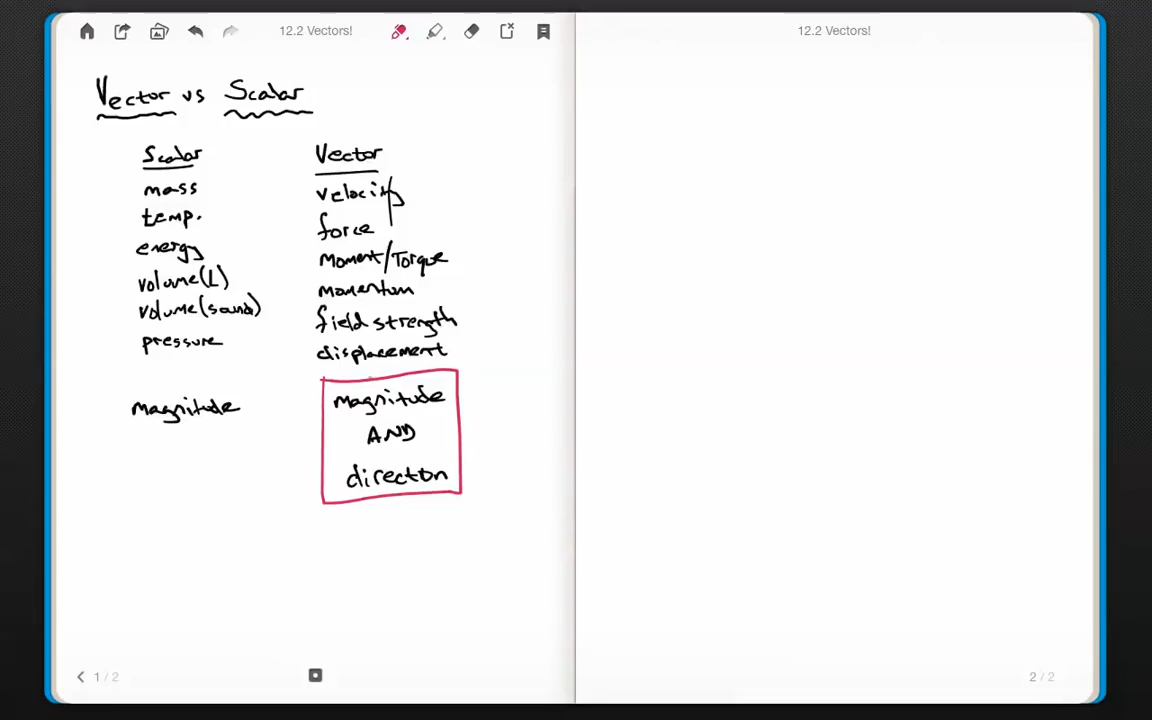 12.2 Vectors!
12.2 Vectors!
Vector vs Scalar
Scalar
mass
temp.
energy
volume(L)
volume(sound)
pressure
magnitude
Vector
velocity
force
Moment/Torque
momentum
field strength
displacement
magnitude
AND
direction
1 / 2
2 / 2